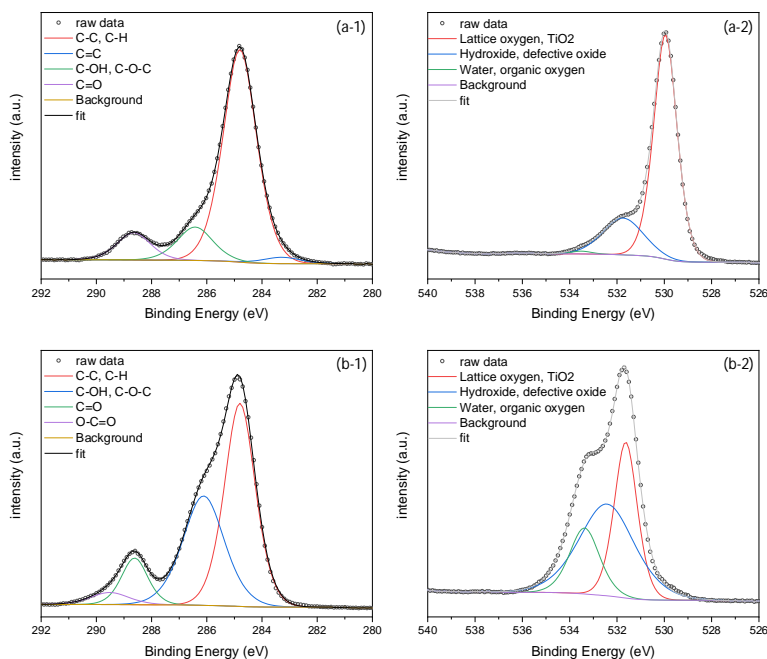 (a-1)
raw data
C-C, C-H
C=C
C-OH, C-O-C
C=O
Background
fit
intensity (a.u.)
292 290 288 286 284 282 280
Binding Energy (eV)
(a-2)
raw data
Lattice oxygen, TiO2
Hydroxide, defective oxide
Water, organic oxygen
Background
fit
intensity (a.u.)
540 538 536 534 532 530 528 526
Binding Energy (eV)
(b-1)
raw data
C-C, C-H
C-OH, C-O-C
C=O
O-C=O
Background
fit
intensity (a.u.)
292 290 288 286 284 282 280
Binding Energy (eV)
(b-2)
raw data
Lattice oxygen, TiO2
Hydroxide, defective oxide
Water, organic oxygen
Background
fit
intensity (a.u.)
540 538 536 534 532 530 528 526
Binding Energy (eV)